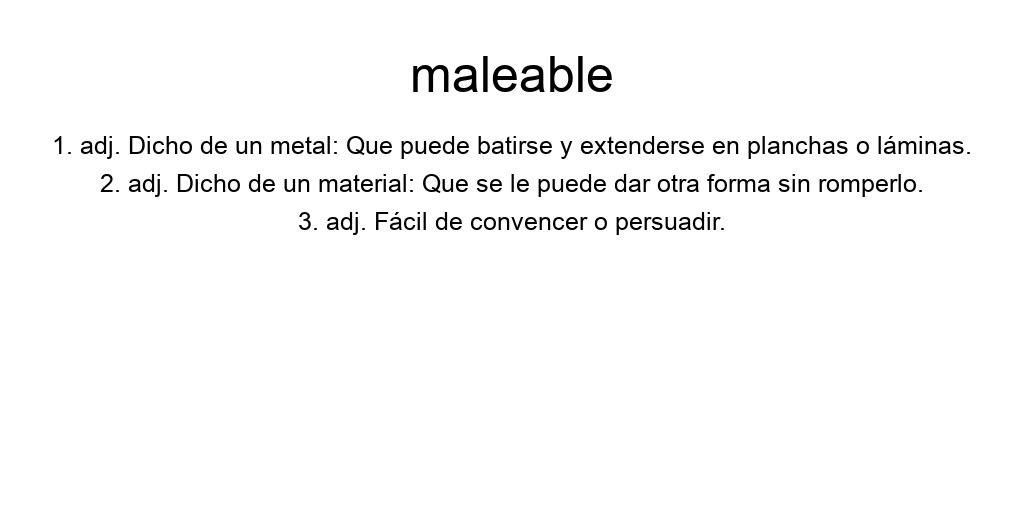 maleable
1. adj. Dicho de un metal: Que puede batirse y extenderse en planchas o láminas.
2. adj. Dicho de un material: Que se le puede dar otra forma sin romperlo.
3. adj. Fácil de convencer o persuadir.